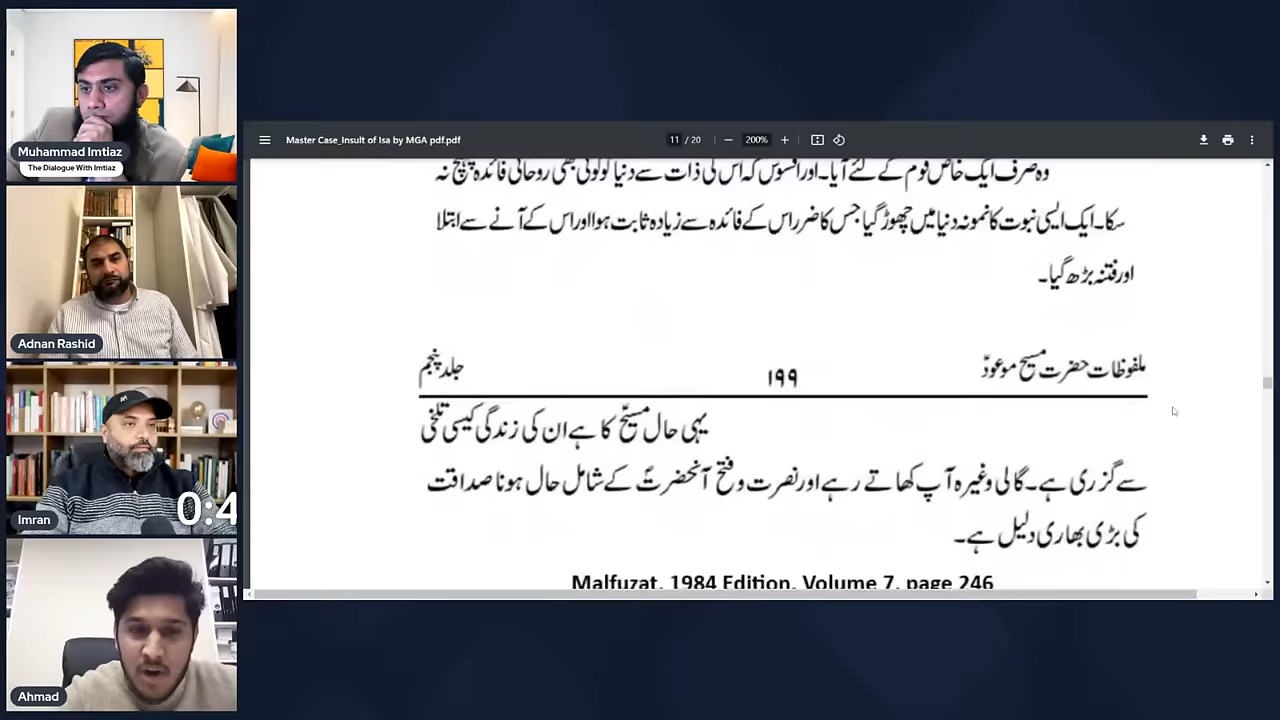 Muhammad Imtiaz
The Dialogue With Imtiaz
Adnan Rashid
Imran
0:4
Ahmad
Master Case_Insult of Isa by MGA pdf.pdf
11 / 20
200%
وہ صرف ایک خاص قوم کے لئے آیا۔ اور افسوس کہ اس کی ذات سے دنیا کو کوئی بھی روحانی فائدہ پہنچ نہ
سکا۔ ایک ایسی نبوت کا نمونہ دنیا میں چھوڑ گیا جس کا ضرر اس کے فائدہ سے زیادہ ثابت ہوا اور اس کے آنے سے ابتلا
اور فتنہ بڑھ گیا۔
ملفوظات حضرت مسیح موعودؑ ۱۹۹ جلد پنجم
یہی حال مسیحؑ کا ہے ان کی زندگی کیسی تلخی
سے گزری ہے۔ گالی وغیرہ آپ کھاتے رہے اور نصرت و فتح آنحضرتؐ کے شامل حال ہونا صداقت
کی بڑی بھاری دلیل ہے۔
Malfuzat, 1984 Edition, Volume 7, page 246